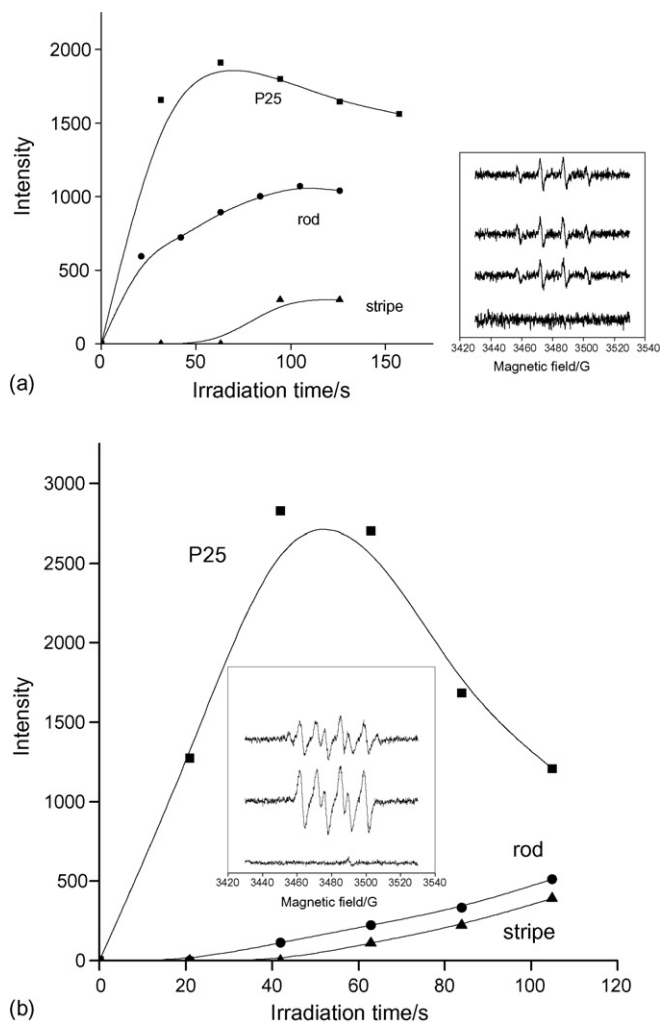 2000
1500
1000
500
0
Intensity
P25
rod
stripe
0 50 100 150
Irradiation time/s
(a)
3420 3440 3460 3480 3500 3520 3540
Magnetic field/G
3000
2500
2000
1500
1000
500
0
Intensity
P25
3420 3440 3460 3480 3500 3520 3540
Magnetic field/G
rod
stripe
0 20 40 60 80 100 120
Irradiation time/s
(b)